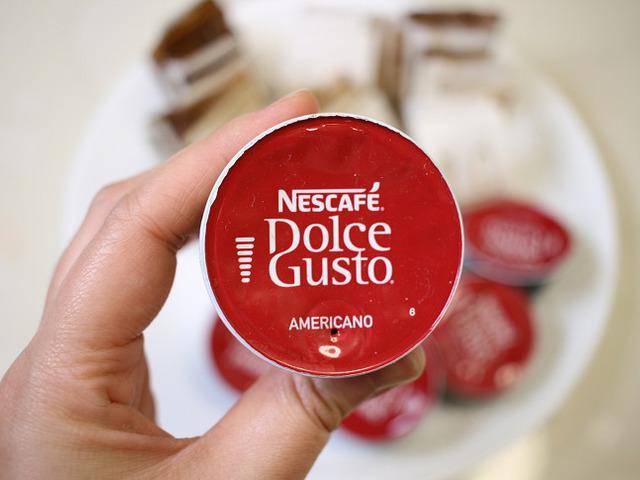 NESCAFÉ.
Dolce
Gusto.
AMERICANO
6